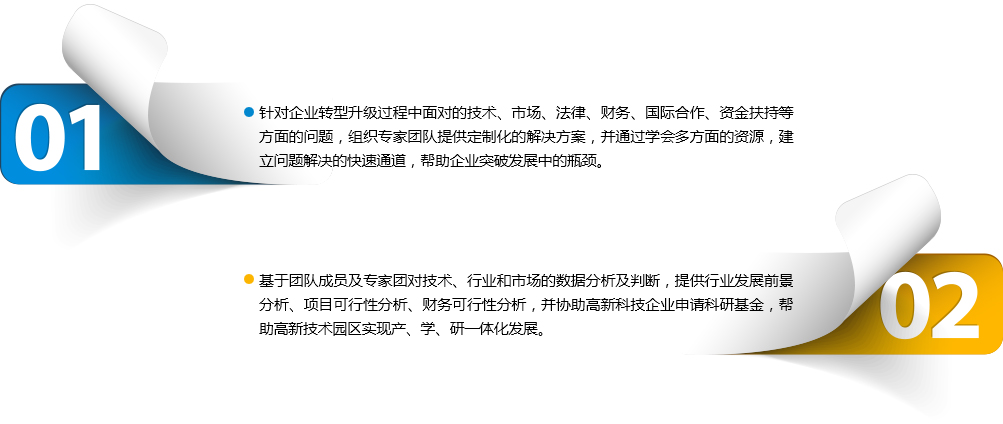 01
针对企业转型升级过程中面对的技术、市场、法律、财务、国际合作、资金扶持等
方面的问题，组织专家团队提供定制化的解决方案，并通过学会多方面的资源，建
立问题解决的快速通道，帮助企业突破发展中的瓶颈。
基于团队成员及专家团对技术、行业和市场的数据分析及判断，提供行业发展前景
分析、项目可行性分析、财务可行性分析，并协助高新科技企业申请科研基金，帮
助高新技术园区实现产、学、研一体化发展。
02